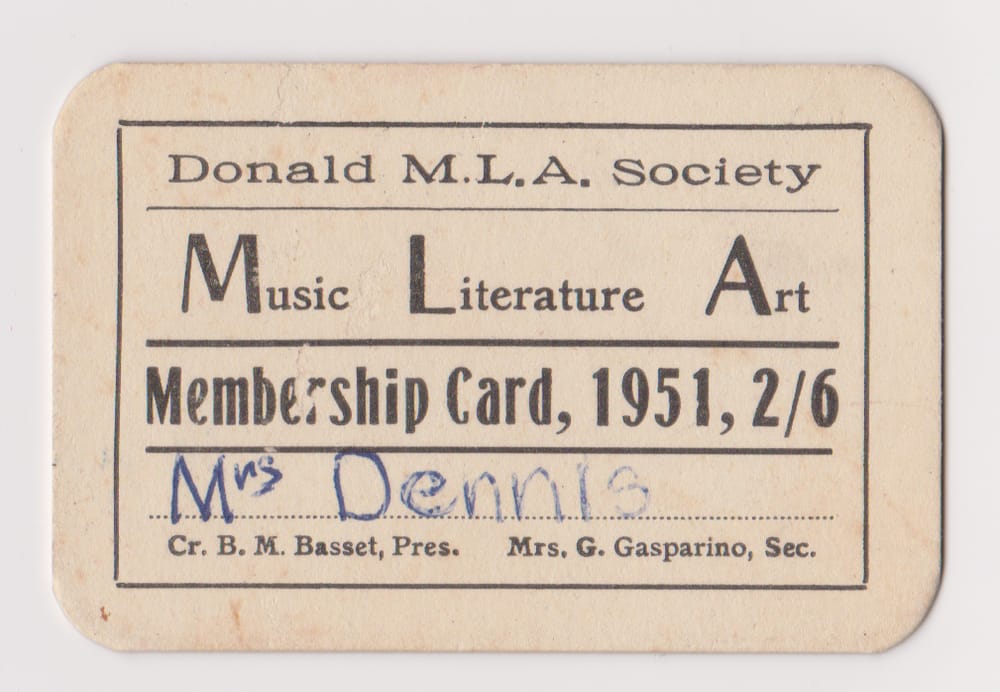 Donald M.L.A. Society
Music Literature Art
Membership Card, 1951, 2/6
Mrs Dennis
Cr. B. M. Basset, Pres. Mrs. G. Gasparino, Sec.